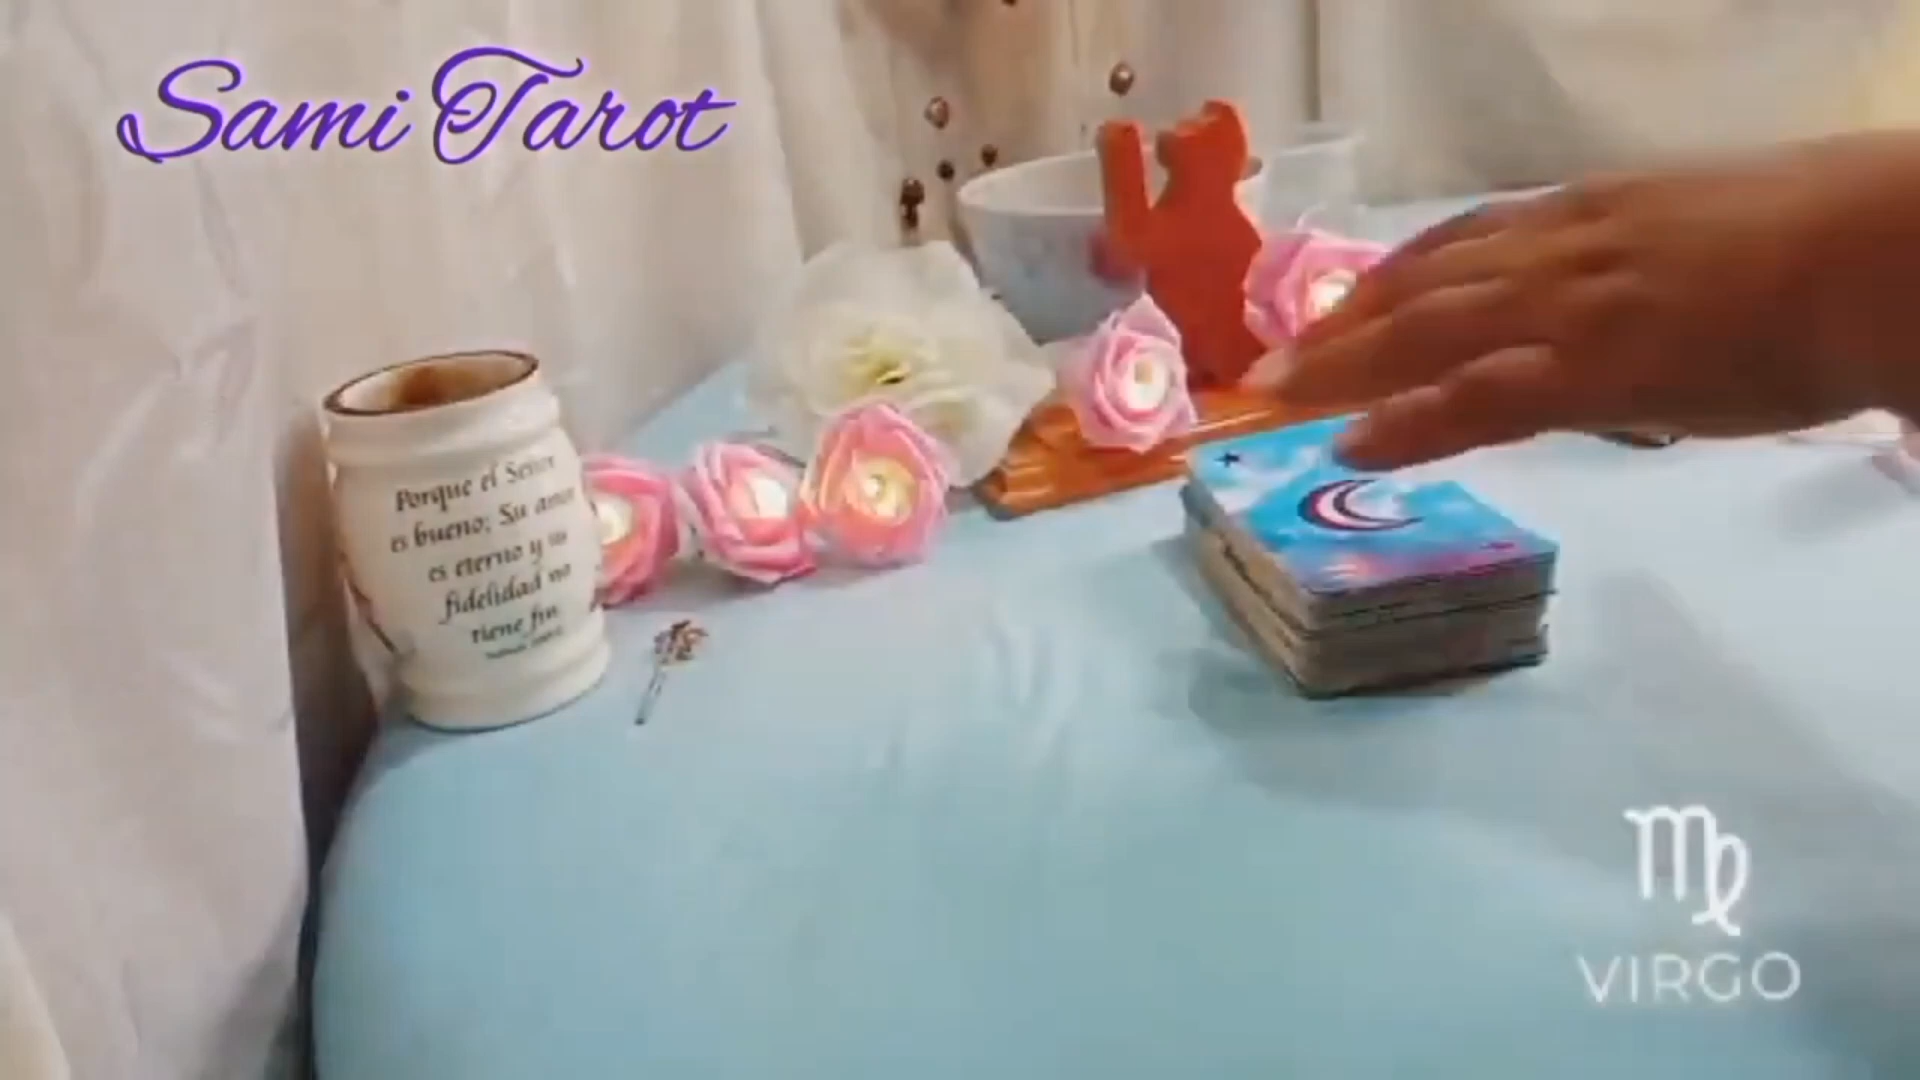 Sami Tarot
Porque el Señor
es bueno; Su amor
es eterno y su
fidelidad no
tiene fin.
VIRGO